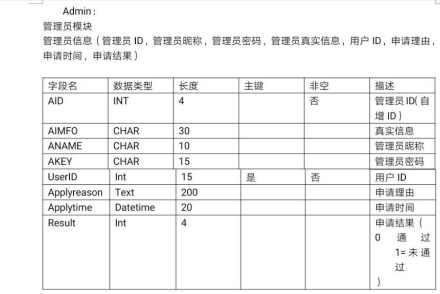 Admin：
管理员模块
管理员信息（管理员 ID，管理员昵称，管理员密码，管理员真实信息，用户 ID，申请理由，
申请时间，申请结果）
字段名 数据类型 长度 主键 非空 描述
AID INT 4 否 管理员 ID( 自
增 ID )
AIMFO CHAR 30 真实信息
ANAME CHAR 10 管理员昵称
AKEY CHAR 15 管理员密码
UserID Int 15 是 否 用户 ID
Applyreason Text 200 申请理由
Applytime Datetime 20 申请时间
Result Int 4 申请结果（
0 通 过
1= 未 通
过
）